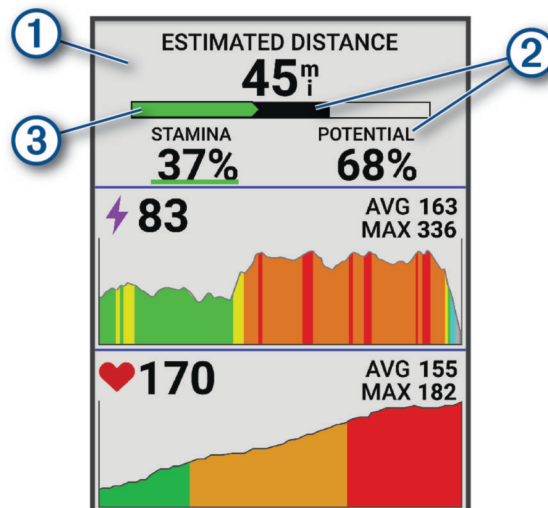 1
2
3
ESTIMATED DISTANCE
45 mi
STAMINA POTENTIAL
37% 68%
83 AVG 163
MAX 336
170 AVG 155
MAX 182